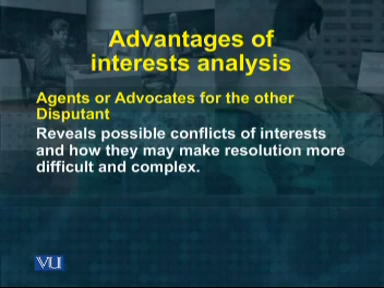 Advantages of
interests analysis
Agents or Advocates for the other
Disputant
Reveals possible conflicts of interests
and how they may make resolution more
difficult and complex.
VU